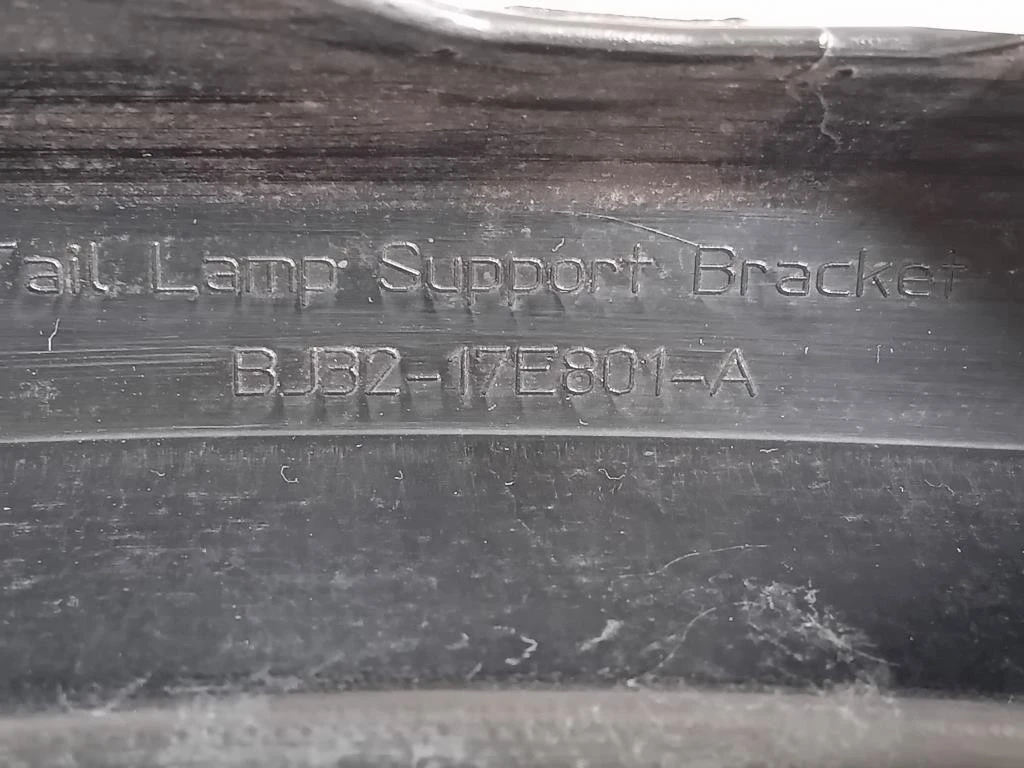 Tail Lamp Support Bracket
BJ32-17E801-A